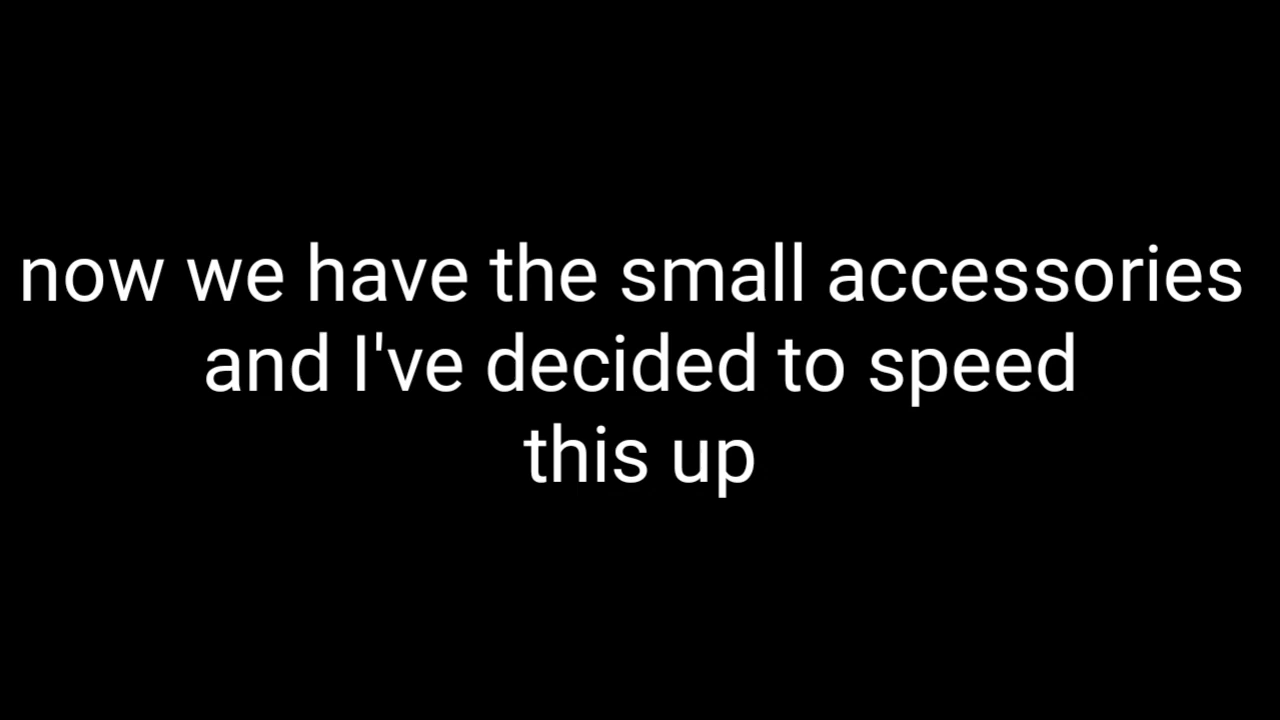 now we have the small accessories
and I've decided to speed
this up